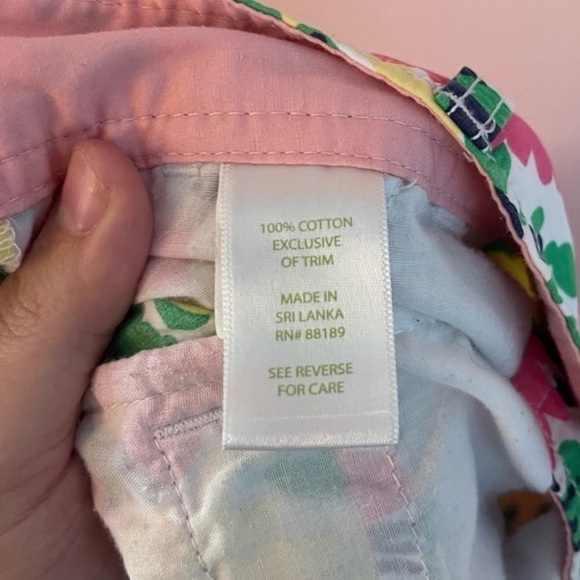 100% COTTON
EXCLUSIVE
OF TRIM
MADE IN
SRI LANKA
RN# 88189
SEE REVERSE
FOR CARE